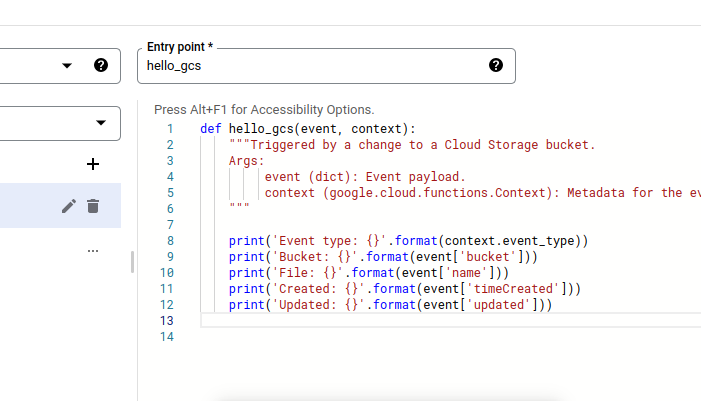 Entry point *
hello_gcs
Press Alt+F1 for Accessibility Options.
1 def hello_gcs(event, context):
2 """Triggered by a change to a Cloud Storage bucket.
3 Args:
4 event (dict): Event payload.
5 context (google.cloud.functions.Context): Metadata for the
6 """
7
8 print('Event type: {}'.format(context.event_type))
9 print('Bucket: {}'.format(event['bucket']))
10 print('File: {}'.format(event['name']))
11 print('Created: {}'.format(event['timeCreated']))
12 print('Updated: {}'.format(event['updated']))
13
14